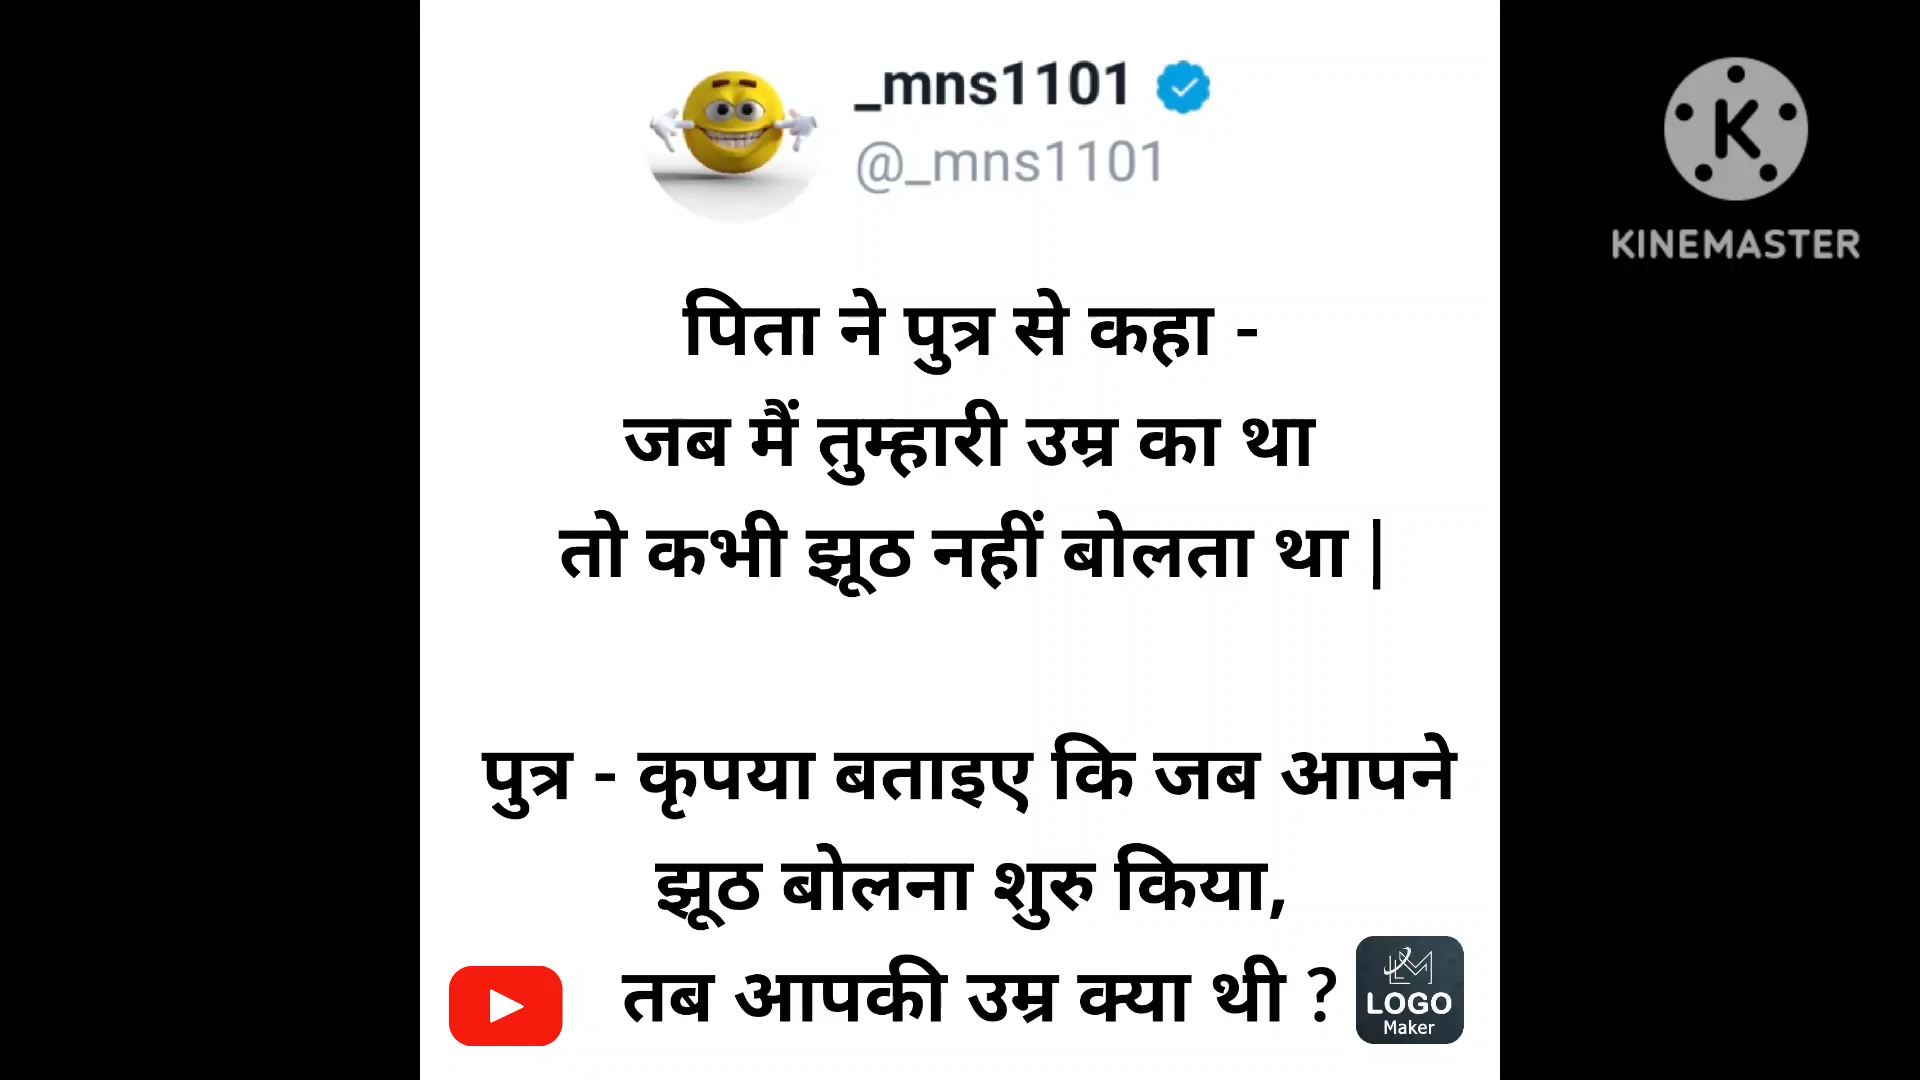 _mns1101
@_mns1101
K
KINEMASTER
पिता ने पुत्र से कहा -
जब मैं तुम्हारी उम्र का था
तो कभी झूठ नहीं बोलता था |
पुत्र - कृपया बताइए कि जब आपने
झूठ बोलना शुरु किया,
तब आपकी उम्र क्या थी ?
LM
LOGO
Maker